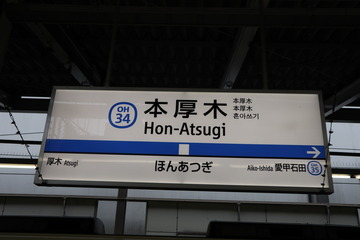 OH
34
本厚木
Hon-Atsugi
本厚木
本厚木
혼아쓰기
厚木 Atsugi
ほんあつぎ
Aiko-Ishida 愛甲石田
OH
35